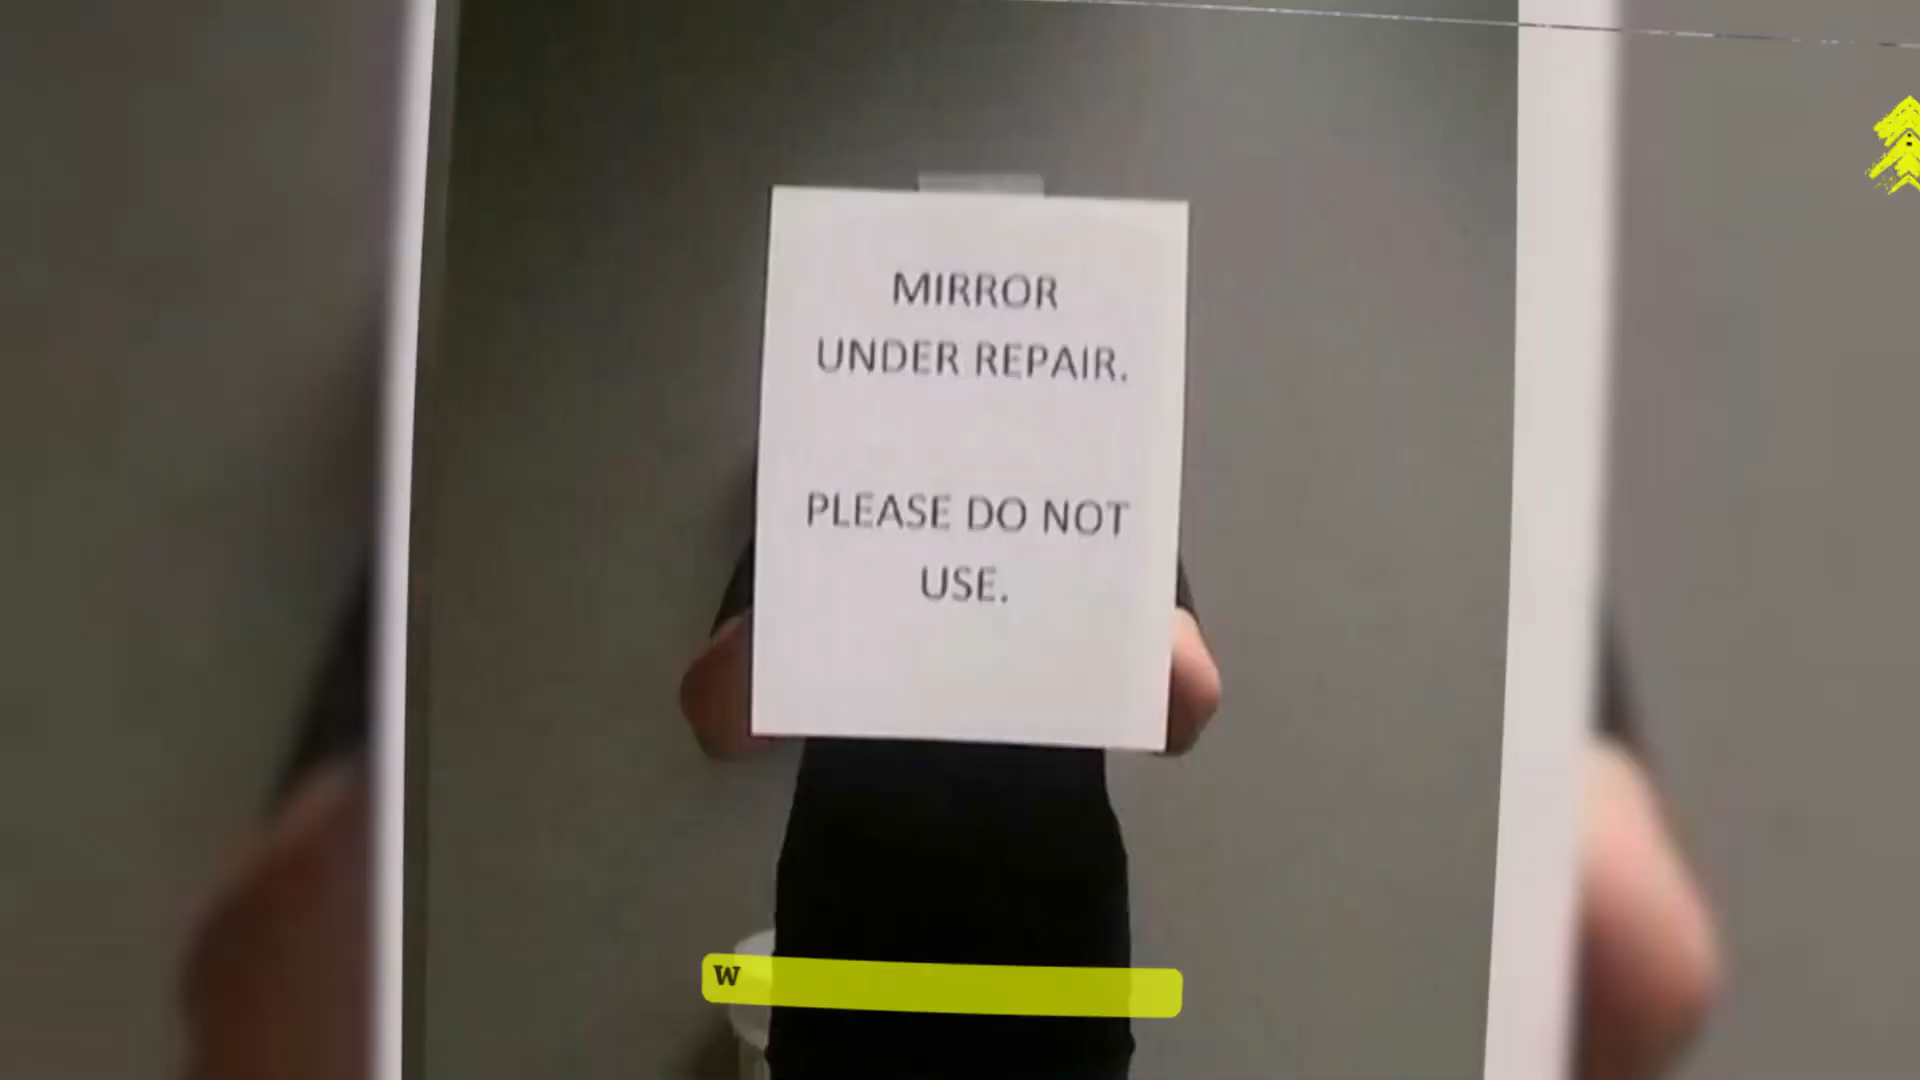 MIRROR
UNDER REPAIR.
PLEASE DO NOT
USE.
W